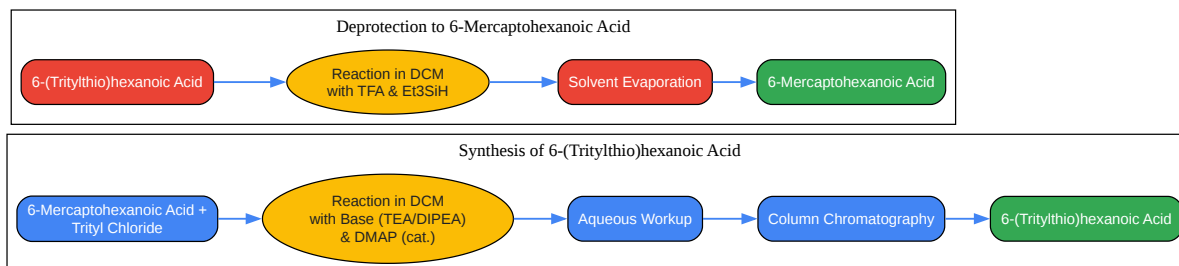 Deprotection to 6-Mercaptohexanoic Acid
6-(Tritylthio)hexanoic Acid
Reaction in DCM
with TFA & Et3SiH
Solvent Evaporation
6-Mercaptohexanoic Acid
Synthesis of 6-(Tritylthio)hexanoic Acid
6-Mercaptohexanoic Acid +
Trityl Chloride
Reaction in DCM
with Base (TEA/DIPEA)
& DMAP (cat.)
Aqueous Workup
Column Chromatography
6-(Tritylthio)hexanoic Acid